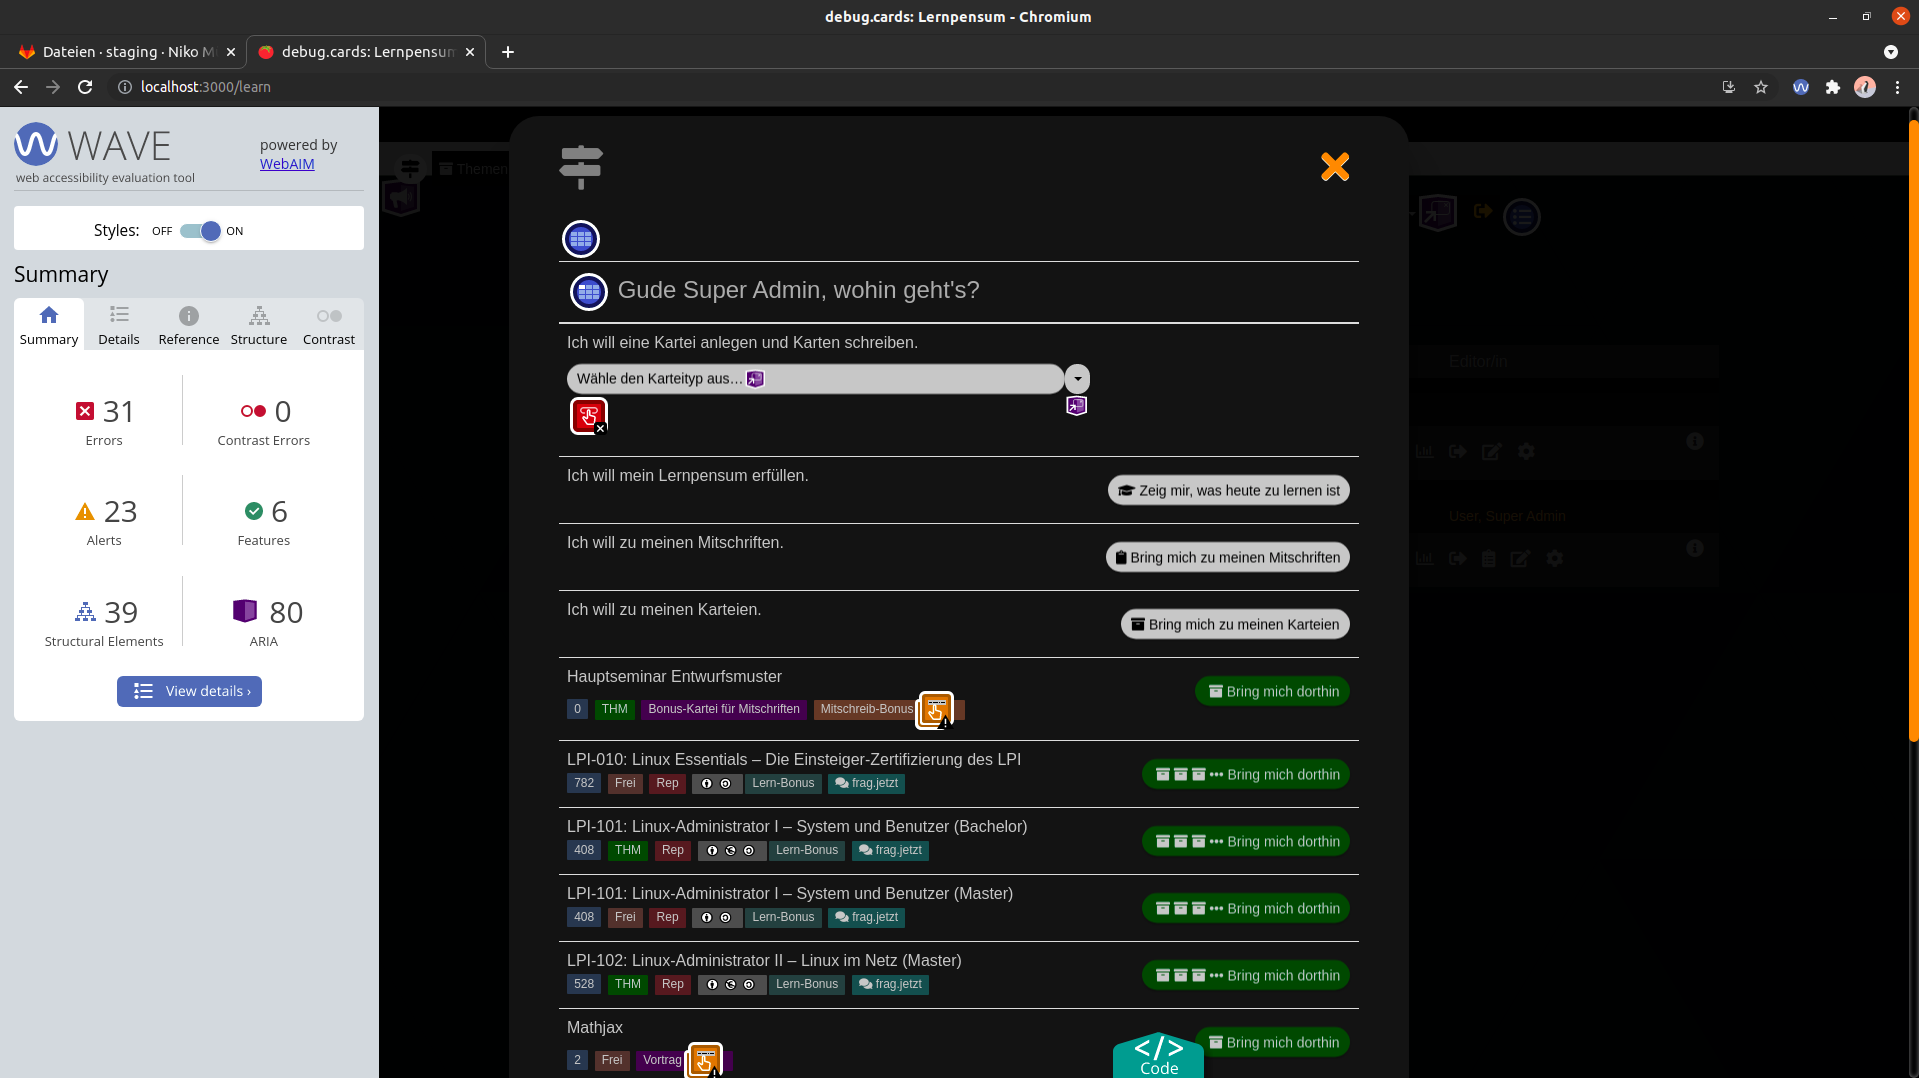 debug.cards: Lernpensum - Chromium
Dateien · staging · Niko M
debug.cards: Lernpensum
localhost:3000/learn
WAVE
powered by
WebAIM
web accessibility evaluation tool
Styles: OFF ON
Summary
Summary Details Reference Structure Contrast
31 Errors
0 Contrast Errors
23 Alerts
6 Features
39 Structural Elements
80 ARIA
View details ›
Themen
Gude Super Admin, wohin geht's?
Ich will eine Kartei anlegen und Karten schreiben.
Wähle den Karteityp aus…
Ich will mein Lernpensum erfüllen.
Zeig mir, was heute zu lernen ist
Ich will zu meinen Mitschriften.
Bring mich zu meinen Mitschriften
Ich will zu meinen Karteien.
Bring mich zu meinen Karteien
Hauptseminar Entwurfsmuster
Bring mich dorthin
0 THM Bonus-Kartei für Mitschriften Mitschreib-Bonus
LPI-010: Linux Essentials – Die Einsteiger-Zertifizierung des LPI
Bring mich dorthin
782 Frei Rep Lern-Bonus frag.jetzt
LPI-101: Linux-Administrator I – System und Benutzer (Bachelor)
Bring mich dorthin
408 THM Rep Lern-Bonus frag.jetzt
LPI-101: Linux-Administrator I – System und Benutzer (Master)
Bring mich dorthin
408 Frei Rep Lern-Bonus frag.jetzt
LPI-102: Linux-Administrator II – Linux im Netz (Master)
Bring mich dorthin
528 THM Rep Lern-Bonus frag.jetzt
Mathjax
Bring mich dorthin
2 Frei Vortrag
</> Code
Editor/in
User, Super Admin